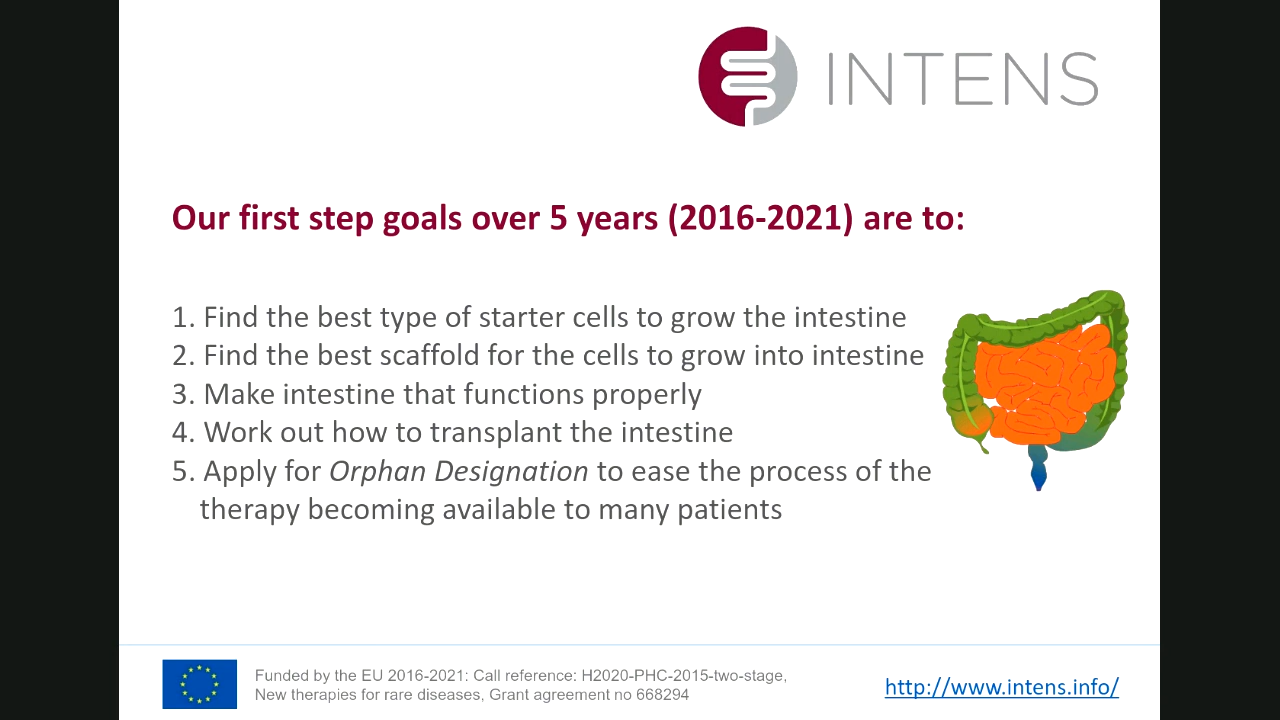 INTENS
Our first step goals over 5 years (2016-2021) are to:
1. Find the best type of starter cells to grow the intestine
2. Find the best scaffold for the cells to grow into intestine
3. Make intestine that functions properly
4. Work out how to transplant the intestine
5. Apply for Orphan Designation to ease the process of the
therapy becoming available to many patients
Funded by the EU 2016-2021: Call reference: H2020-PHC-2015-two-stage,
New therapies for rare diseases, Grant agreement no 668294
http://www.intens.info/